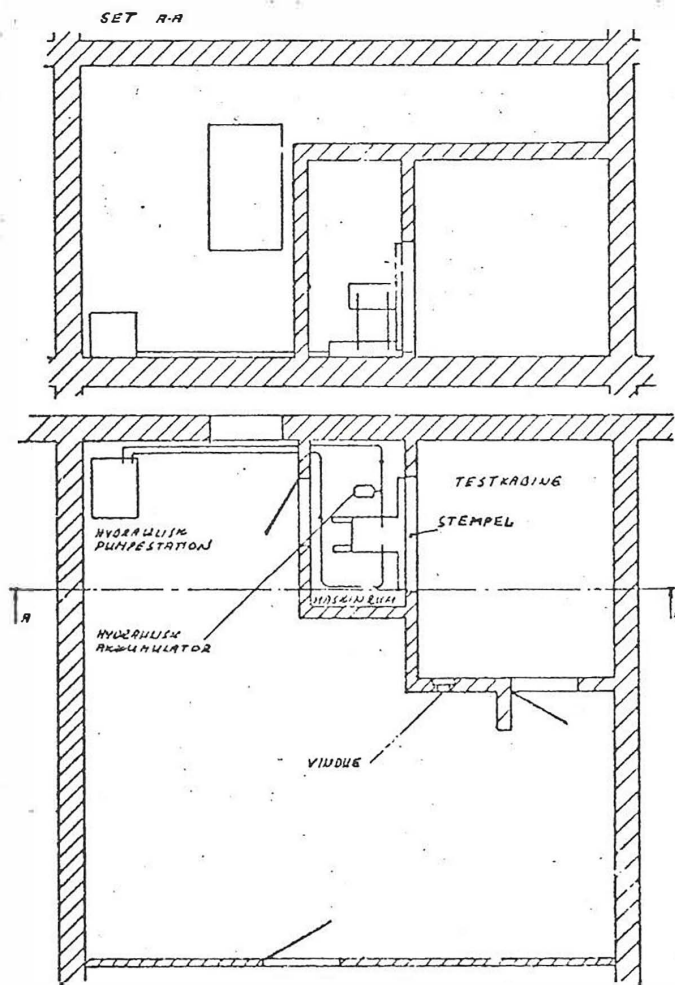 SET A-A
TESTKABINE
STEMPEL
HYDRAULISK
PUMPESTATION
MASKINRUM
A
HYDRAULISK
AKKUMULATOR
VINDUE